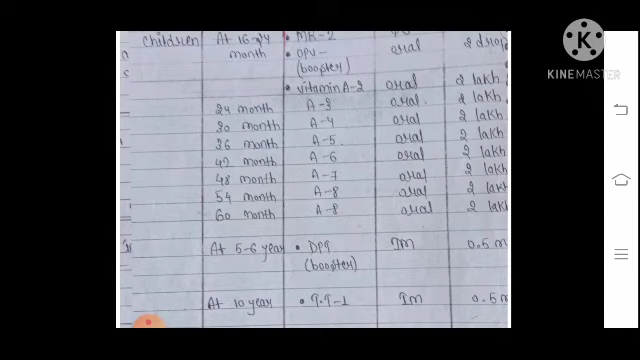 children At 16-24 • MR-2
month • OPV- oral 2 drop
(booster)
• vitamin A-2 oral 2 lakh
24 month A-3 oral. 2 lakh
30 month A-4 oral 2 lakh
36 month A-5. oral 2 lakh
42 month A-6 oral 2 lakh
48 month A-7 oral 2 lakh
54 month A-8 oral 2 lakh
60 month A-8 oral 2 lakh
At 5-6 year • DPT IM 0.5 m
(booster)
At 10 year • T.T-1 IM 0.5 m
KINEMASTER